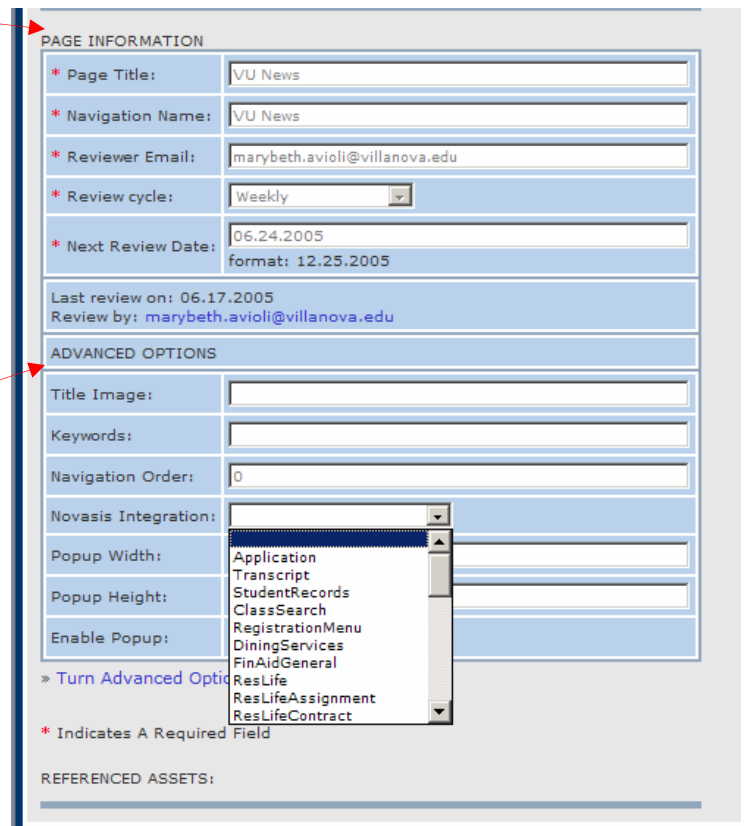 PAGE INFORMATION
* Page Title: VU News
* Navigation Name: VU News
* Reviewer Email: marybeth.avioli@villanova.edu
* Review cycle: Weekly
* Next Review Date: 06.24.2005
format: 12.25.2005
Last review on: 06.17.2005
Review by: marybeth.avioli@villanova.edu
ADVANCED OPTIONS
Title Image:
Keywords:
Navigation Order: 0
Novasis Integration:
Application
Transcript
StudentRecords
ClassSearch
RegistrationMenu
DiningServices
FinAidGeneral
ResLife
ResLifeAssignment
ResLifeContract
Popup Width:
Popup Height:
Enable Popup:
» Turn Advanced
* Indicates A Required Field
REFERENCED ASSETS: